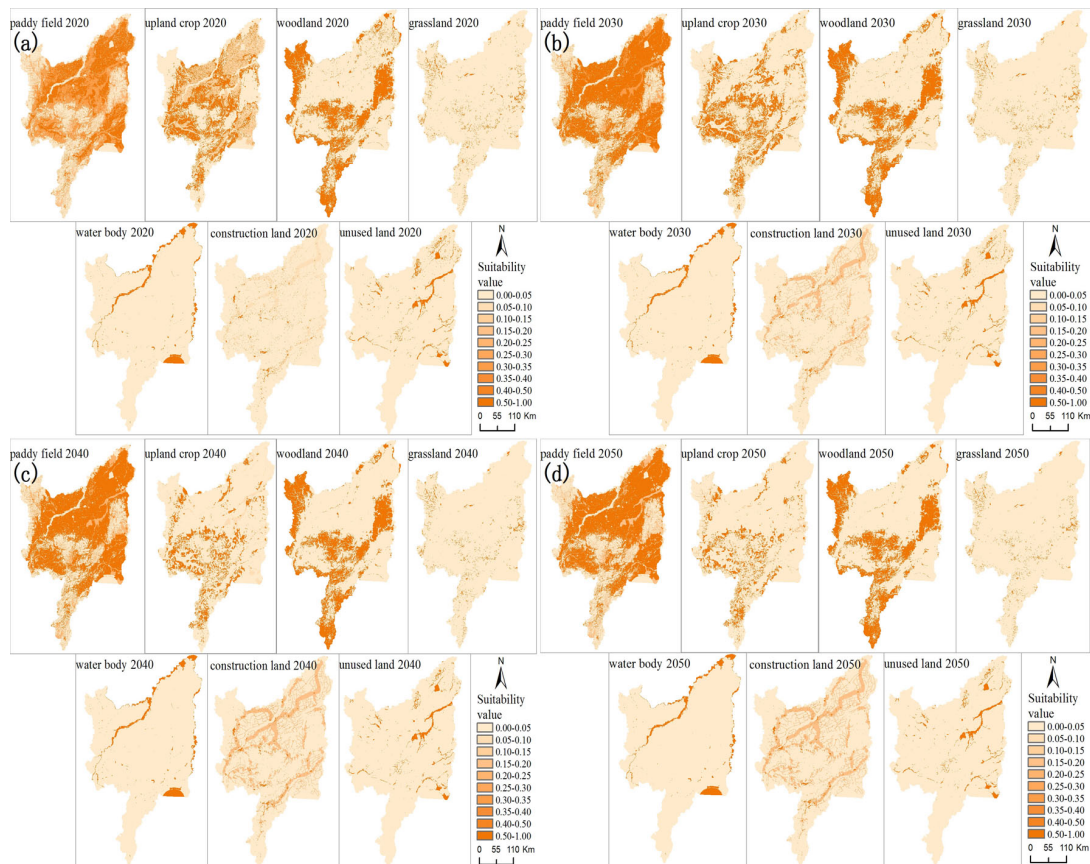 paddy field 2020
upland crop 2020
woodland 2020
grassland 2020
(a)
water body 2020
construction land 2020
unused land 2020
N
Suitability
value
0.00-0.05
0.05-0.10
0.10-0.15
0.15-0.20
0.20-0.25
0.25-0.30
0.30-0.35
0.35-0.40
0.40-0.50
0.50-1.00
0 55 110 Km
paddy field 2030
upland crop 2030
woodland 2030
grassland 2030
(b)
water body 2030
construction land 2030
unused land 2030
N
Suitability
value
0.00-0.05
0.05-0.10
0.10-0.15
0.15-0.20
0.20-0.25
0.25-0.30
0.30-0.35
0.35-0.40
0.40-0.50
0.50-1.00
0 55 110 Km
paddy field 2040
upland crop 2040
woodland 2040
grassland 2040
(c)
water body 2040
construction land 2040
unused land 2040
N
Suitability
value
0.00-0.05
0.05-0.10
0.10-0.15
0.15-0.20
0.20-0.25
0.25-0.30
0.30-0.35
0.35-0.40
0.40-0.50
0.50-1.00
0 55 110 Km
paddy field 2050
upland crop 2050
woodland 2050
grassland 2050
(d)
water body 2050
construction land 2050
unused land 2050
N
Suitability
value
0.00-0.05
0.05-0.10
0.10-0.15
0.15-0.20
0.20-0.25
0.25-0.30
0.30-0.35
0.35-0.40
0.40-0.50
0.50-1.00
0 55 110 Km